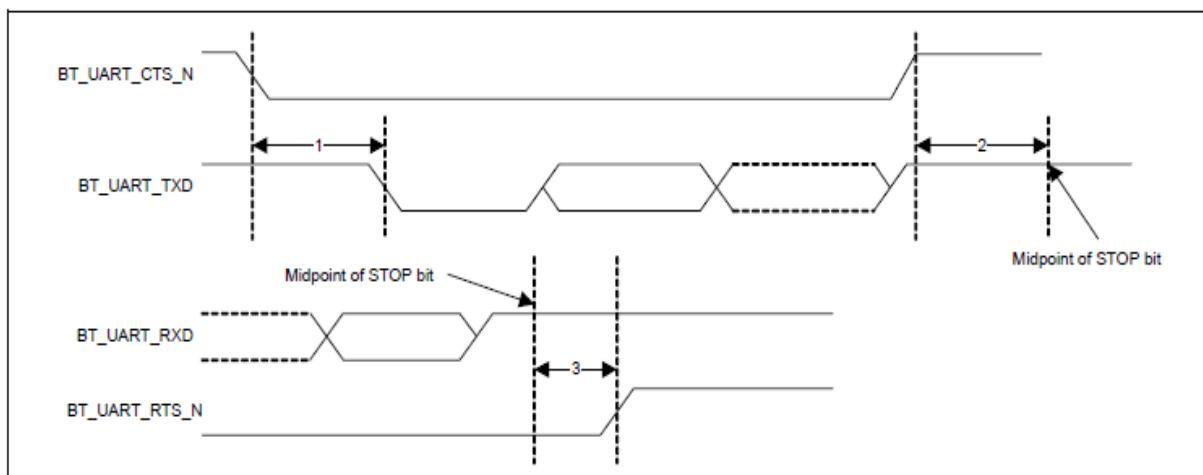 BT_UART_CTS_N
1
2
BT_UART_TXD
Midpoint of STOP bit
Midpoint of STOP bit
BT_UART_RXD
3
BT_UART_RTS_N